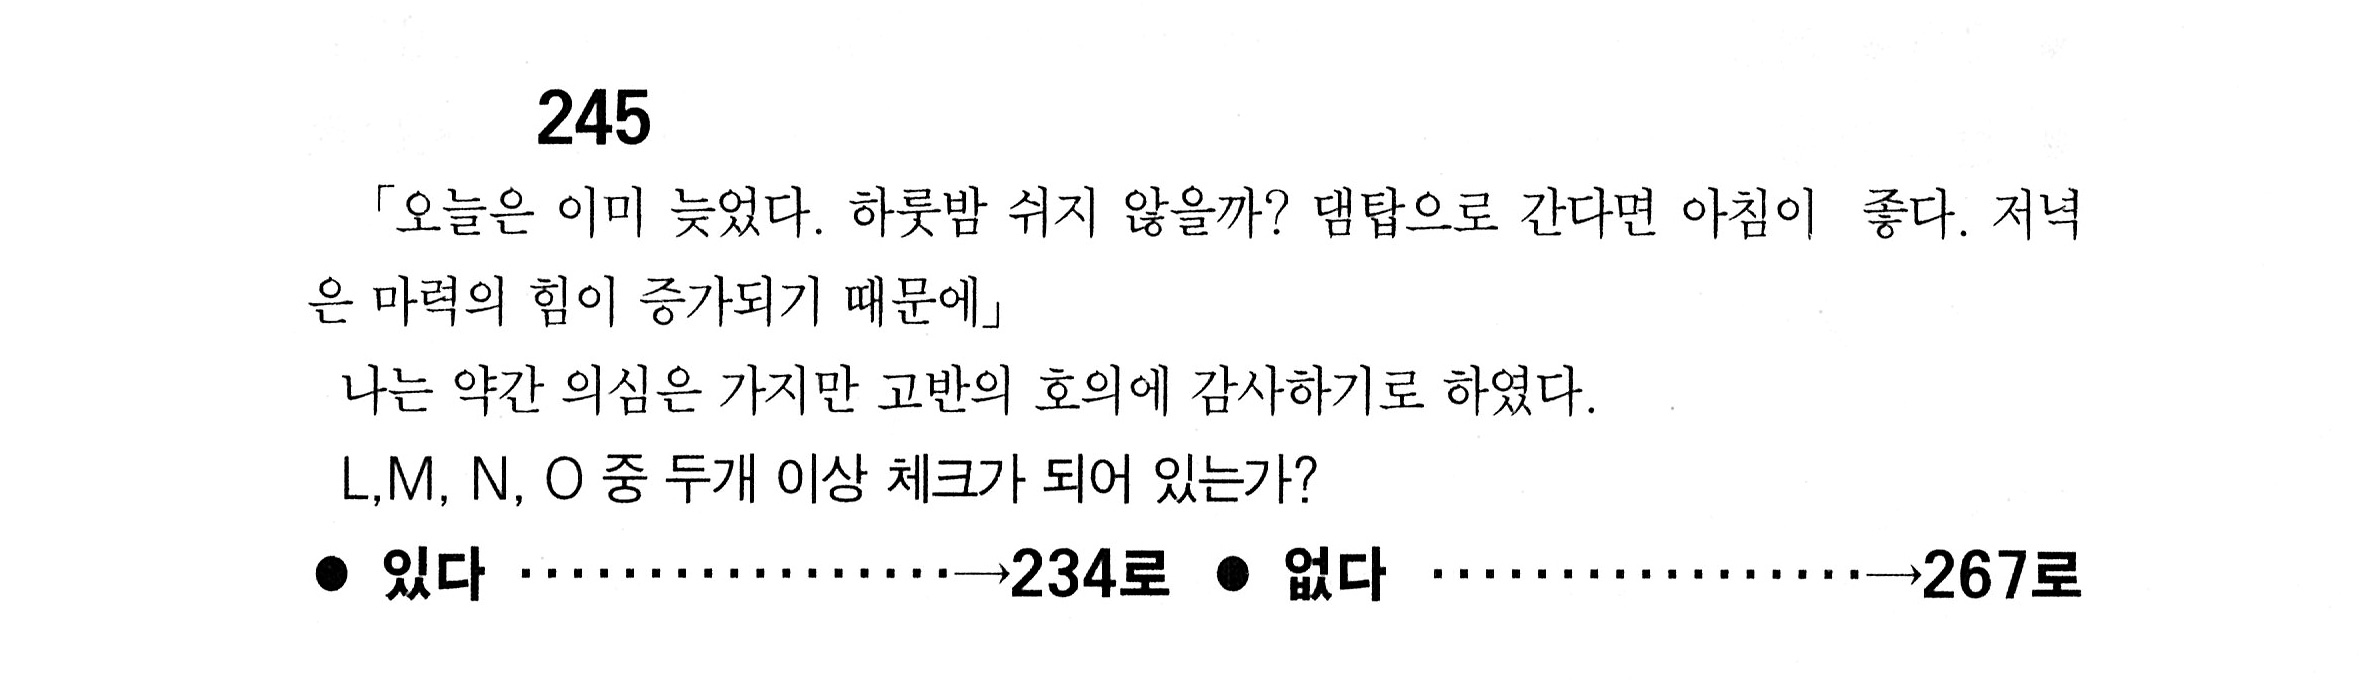 245
「오늘은 이미 늦었다. 하룻밤 쉬지 않을까? 댐탑으로 간다면 아침이 좋다. 저녁
은 마력의 힘이 증가되기 때문에」
나는 약간 의심은 가지만 고반의 호의에 감사하기로 하였다.
L,M, N, O 중 두개 이상 체크가 되어 있는가?
● 있다 ·················→234로 ● 없다 ·················→267로